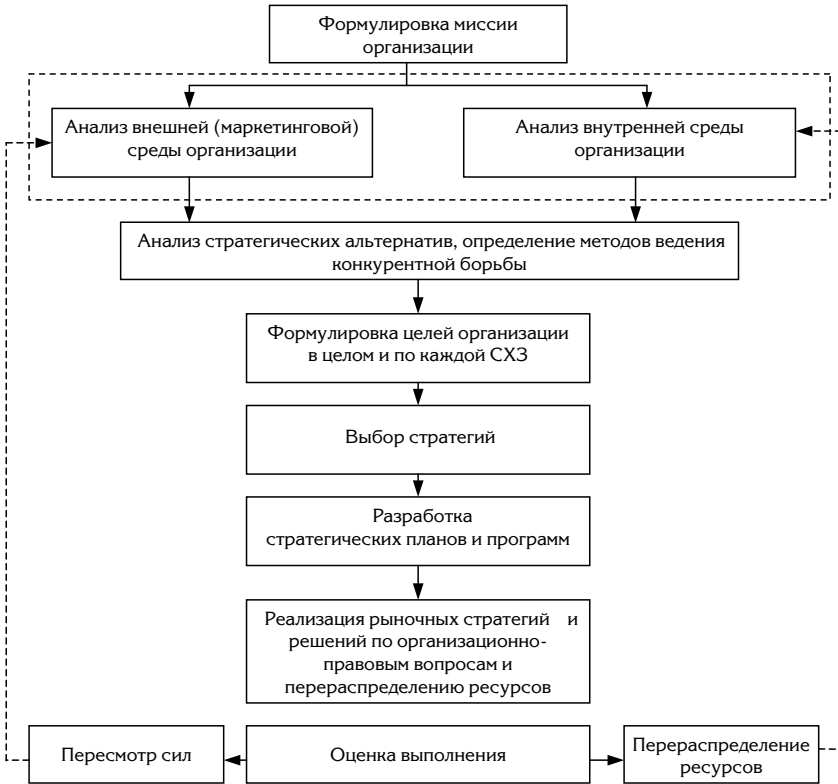 Формулировка миссии
организации
Анализ внешней (маркетинговой)
среды организации
Анализ внутренней среды
организации
Анализ стратегических альтернатив, определение методов ведения
конкурентной борьбы
Формулировка целей организации
в целом и по каждой СХЗ
Выбор стратегий
Разработка
стратегических планов и программ
Реализация рыночных стратегий и
решений по организационно-
правовым вопросам и
перераспределению ресурсов
Пересмотр сил
Оценка выполнения
Перераспределение
ресурсов